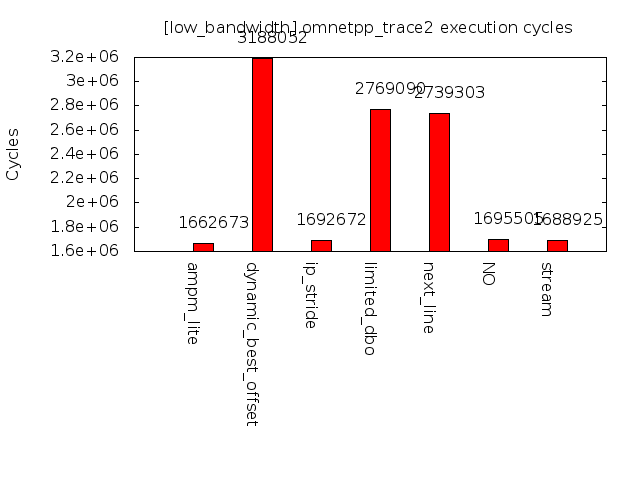 [low_bandwidth] omnetpp_trace2 execution cycles
3188052
3.2e+06
3e+06
2.8e+06
2.6e+06
2.4e+06
2.2e+06
2e+06
1.8e+06
1.6e+06
Cycles
2769090
2739303
1662673
1692672
1695505
1688925
ampm_lite
dynamic_best_offset
ip_stride
limited_dbo
next_line
NO
stream